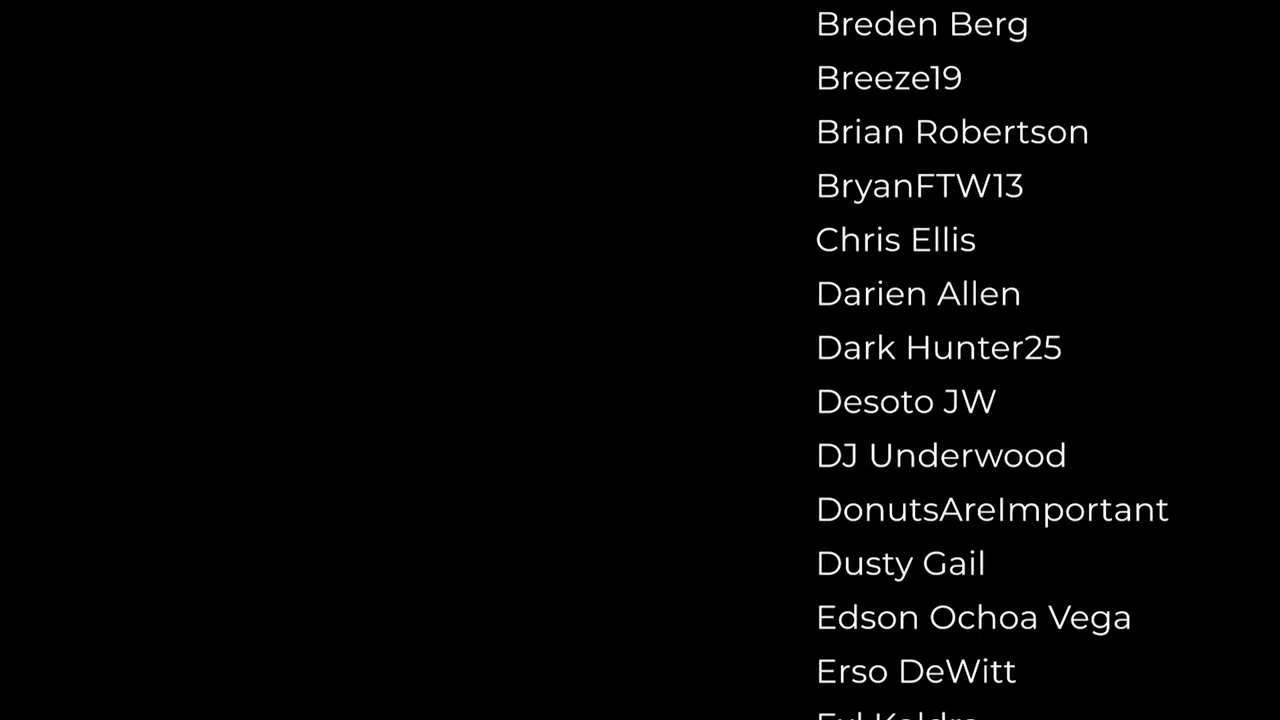 Breden Berg
Breeze19
Brian Robertson
BryanFTW13
Chris Ellis
Darien Allen
Dark Hunter25
Desoto JW
DJ Underwood
DonutsAreImportant
Dusty Gail
Edson Ochoa Vega
Erso DeWitt